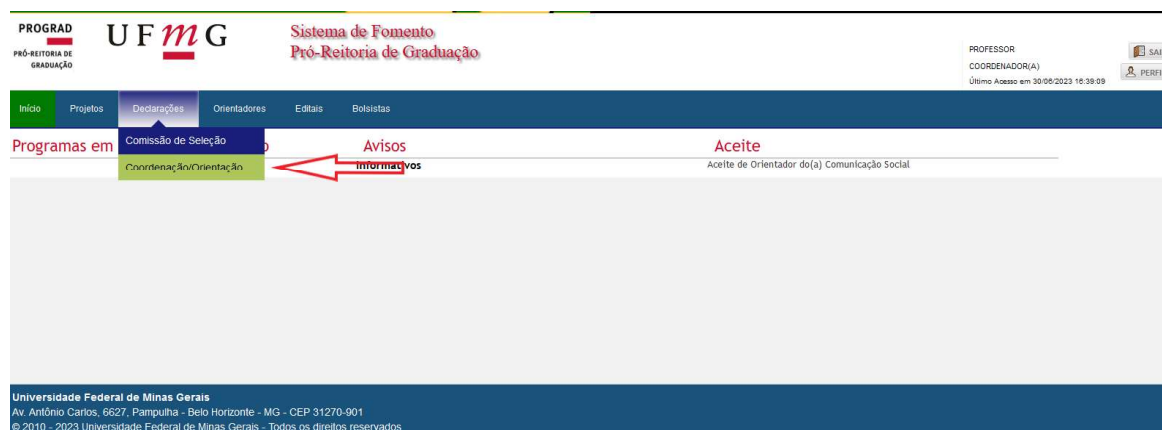 PROGRAD
PRÓ-REITORIA DE
GRADUAÇÃO
UFmG
Sistema de Fomento
Pró-Reitoria de Graduação
PROFESSOR
COORDENADOR(A)
Último Acesso em 30/06/2023 16:39:09
SAI
PERFI
Início Projetos Declarações Orientadores Editais Bolsistas
Comissão de Seleção
Coordenação/Orientação
Programas em o Avisos Aceite
Informativos Aceite de Orientador do(a) Comunicação Social
Universidade Federal de Minas Gerais
Av. Antônio Carlos, 6627, Pampulha - Belo Horizonte - MG - CEP 31270-901
© 2010 - 2023 Universidade Federal de Minas Gerais - Todos os direitos reservados